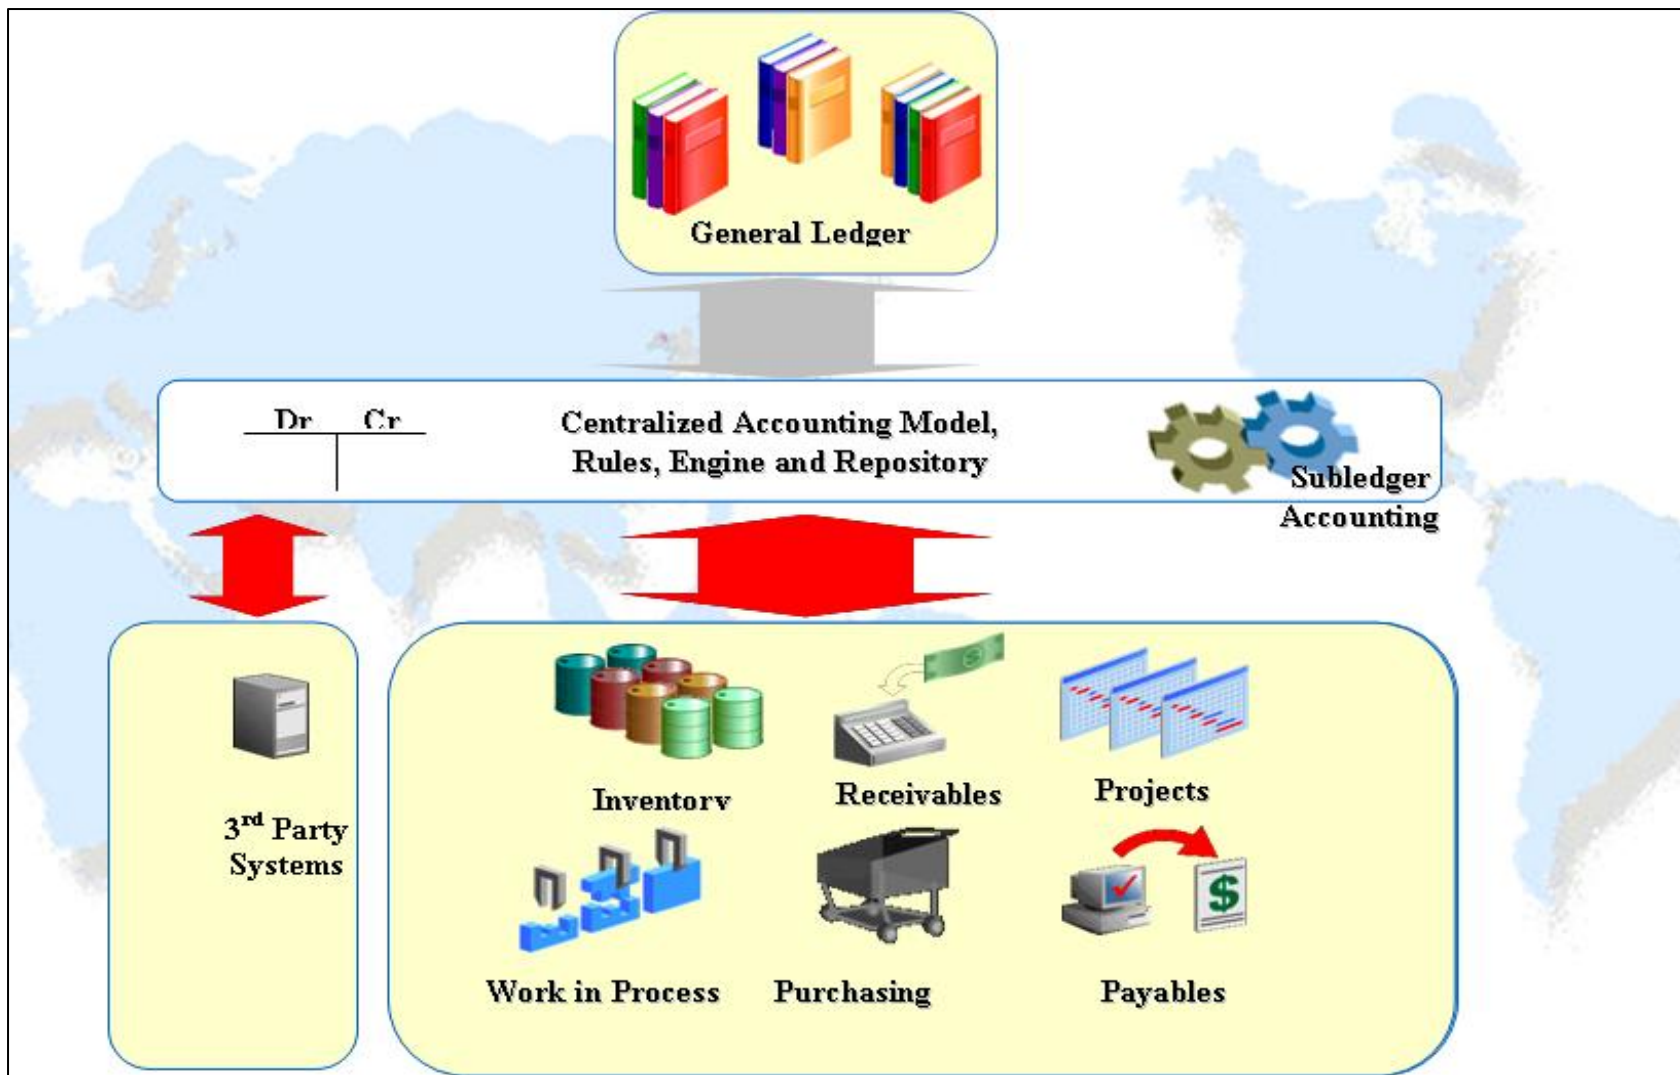 General Ledger
Dr Cr
Centralized Accounting Model,
Rules, Engine and Repository
Subledger
Accounting
3rd Party
Systems
Inventory
Receivables
Projects
Work in Process
Purchasing
Payables